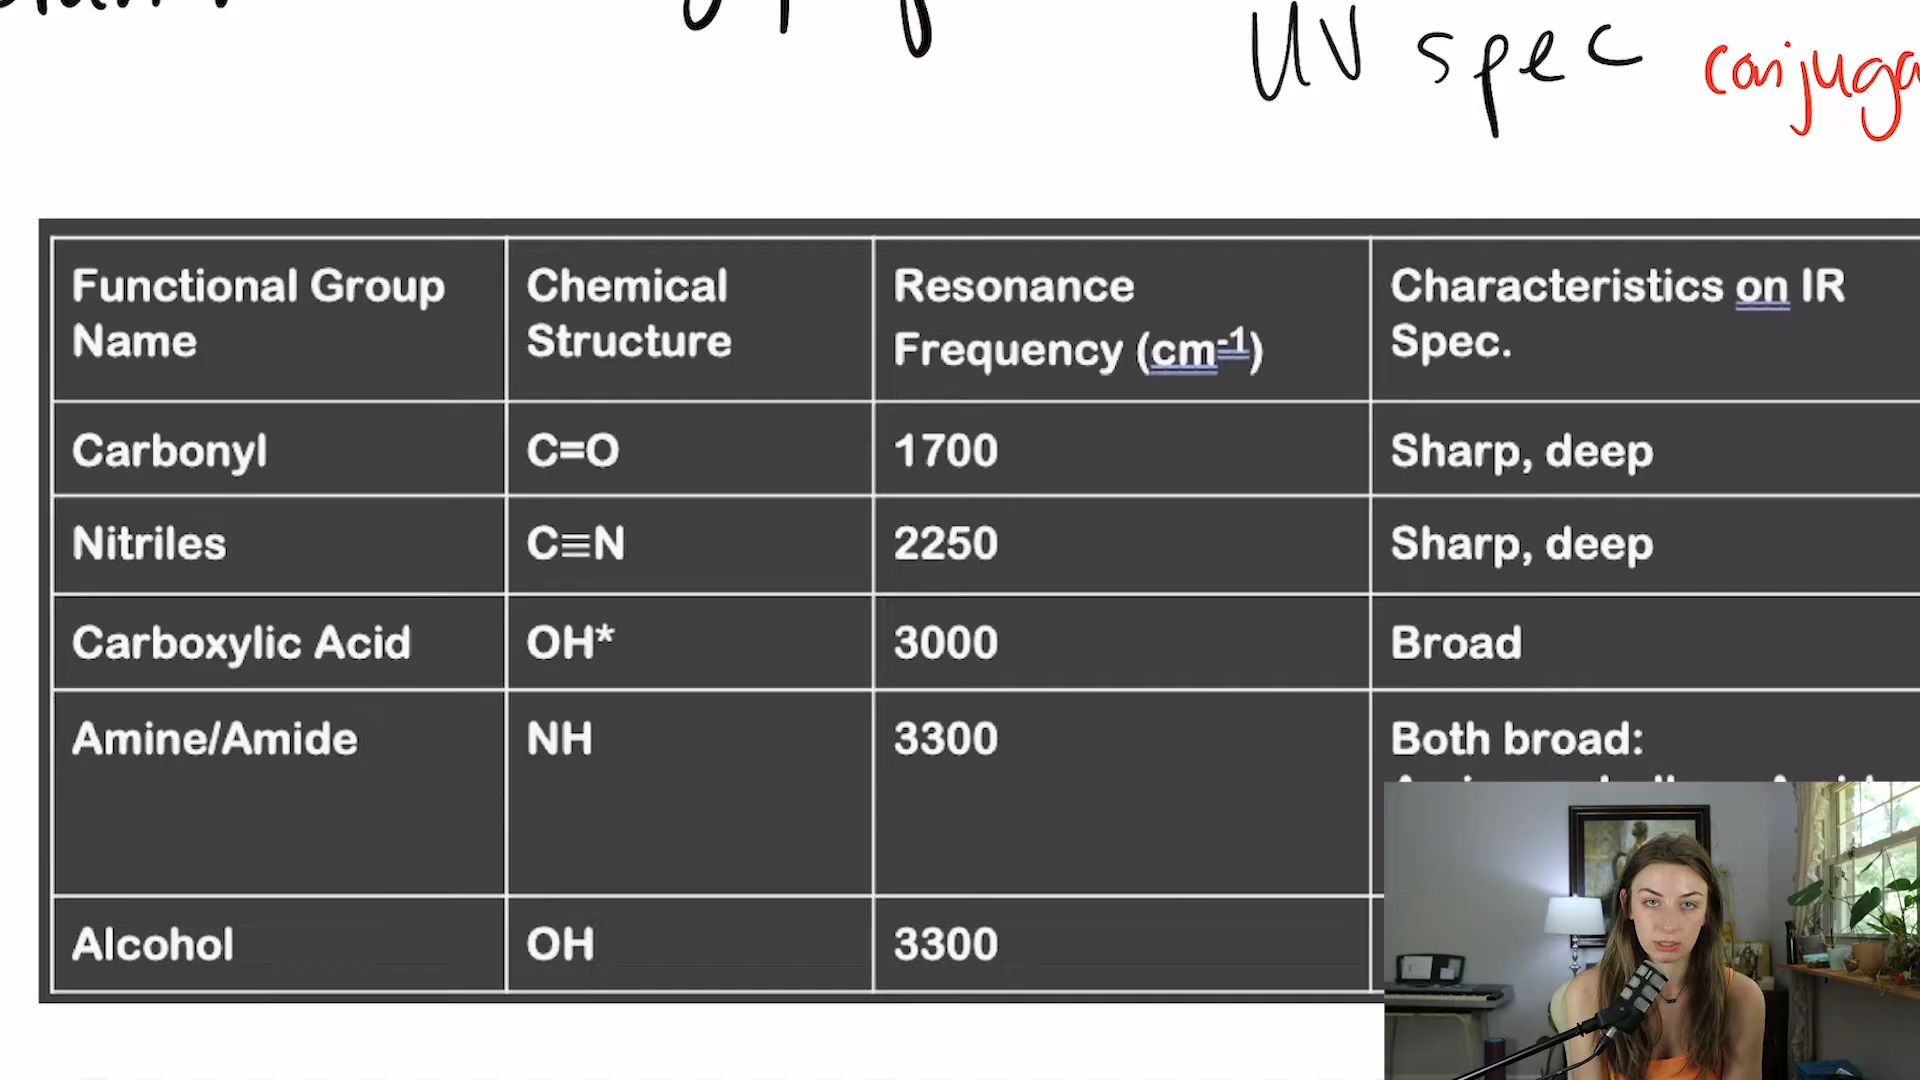 UV spec
Functional Group
Name
Chemical
Structure
Resonance
Frequency (cm-1)
Characteristics on IR
Spec.
Carbonyl
C=O
1700
Sharp, deep
Nitriles
C≡N
2250
Sharp, deep
Carboxylic Acid
OH*
3000
Broad
Amine/Amide
NH
3300
Both broad:
Alcohol
OH
3300